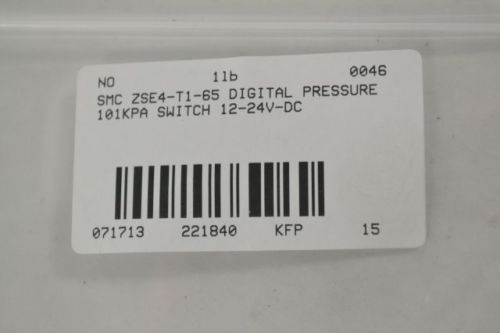 NO 11b 0046
SMC ZSE4-T1-65 DIGITAL PRESSURE
101KPA SWITCH 12-24V-DC
071713 221840 KFP 15